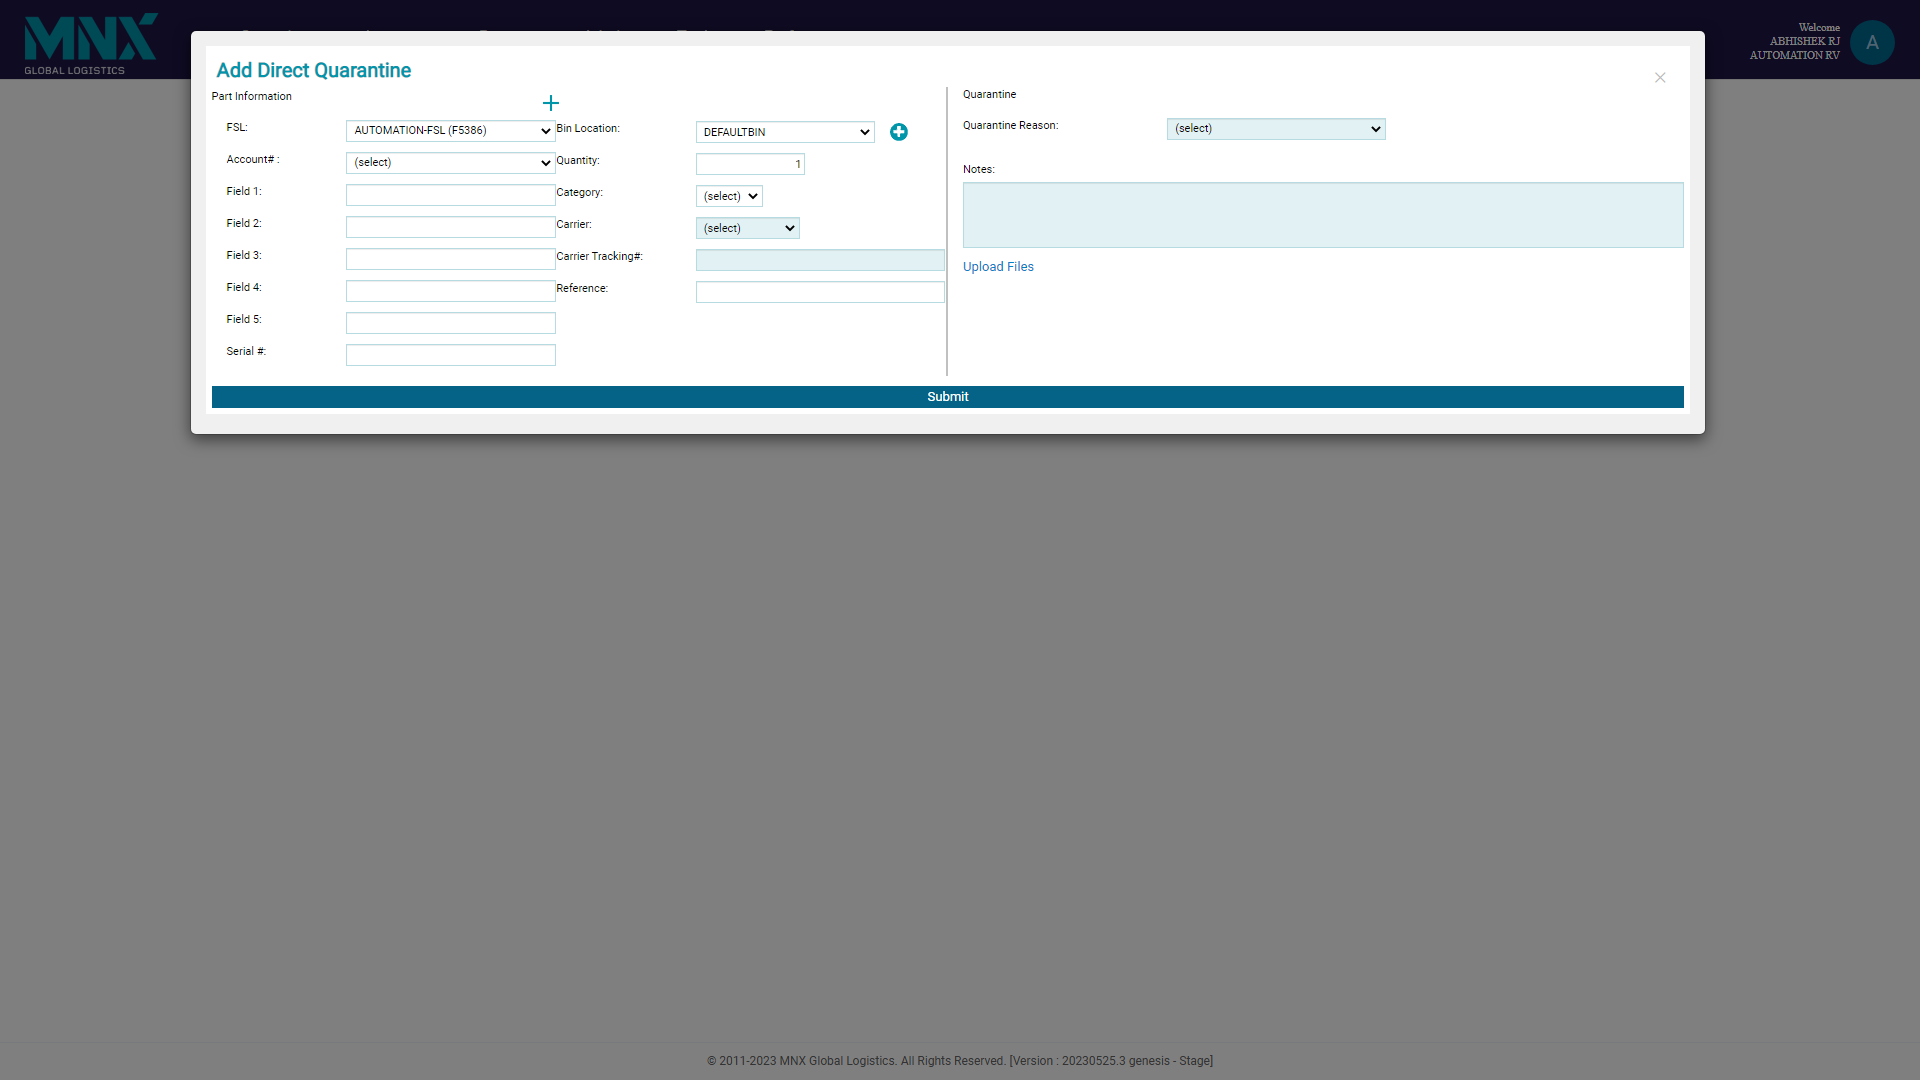 MNX
GLOBAL LOGISTICS
Welcome
ABHISHEK RJ
AUTOMATION RV
A
Add Direct Quarantine
Part Information
FSL:
AUTOMATION-FSL (F5386)
Account# :
(select)
Field 1:
Field 2:
Field 3:
Field 4:
Field 5:
Serial #:
Bin Location:
DEFAULTBIN
Quantity:
1
Category:
(select)
Carrier:
(select)
Carrier Tracking#:
Reference:
Quarantine
Quarantine Reason:
(select)
Notes:
Upload Files
Submit
© 2011-2023 MNX Global Logistics. All Rights Reserved. [Version : 20230525.3 genesis - Stage]